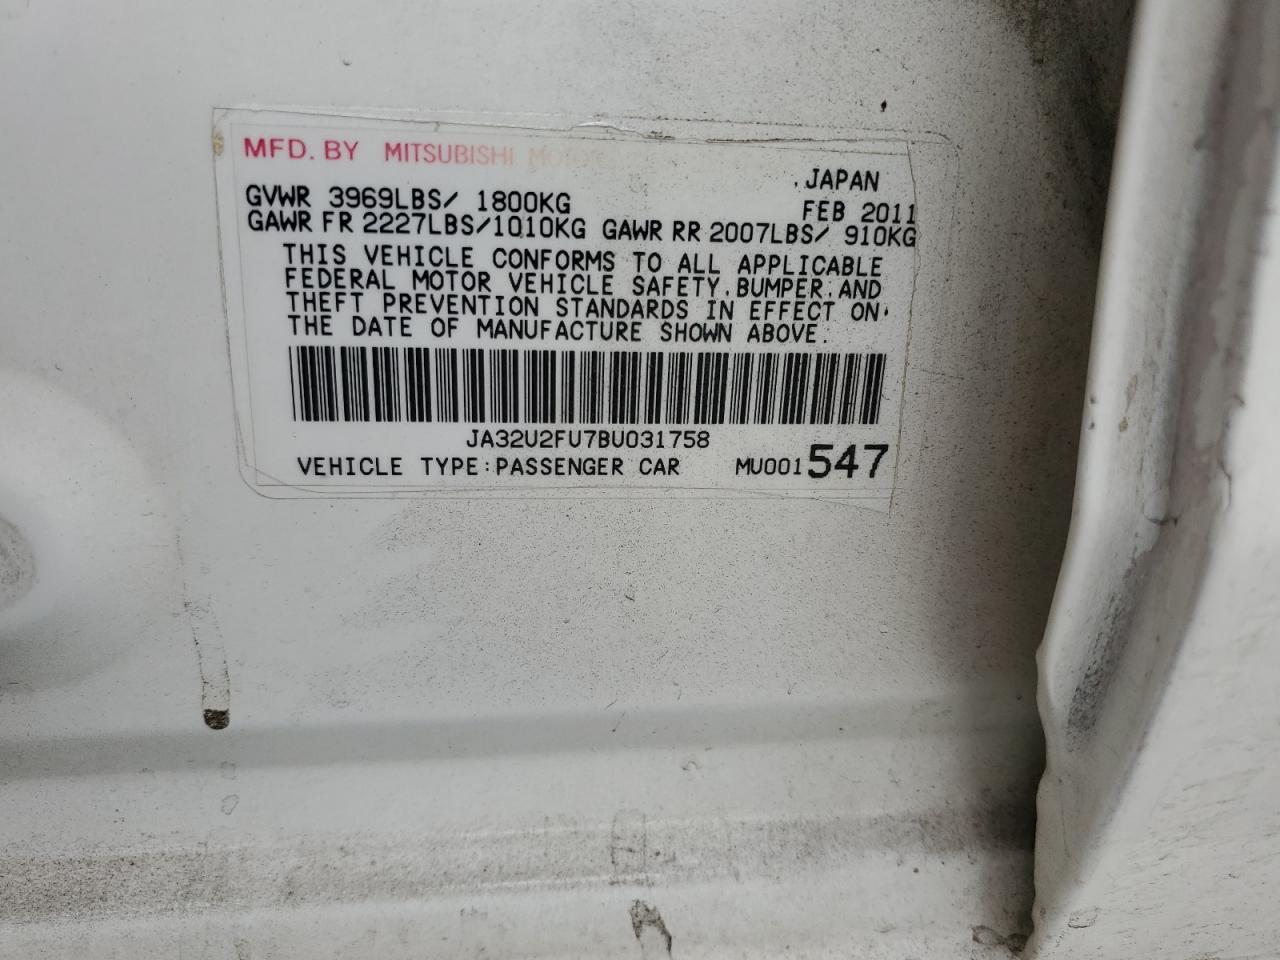 MFD. BY MITSUBISHI MOTO
JAPAN
GVWR 3969LBS/ 1800KG FEB 2011
GAWR FR 2227LBS/1010KG GAWR RR 2007LBS/ 910KG
THIS VEHICLE CONFORMS TO ALL APPLICABLE
FEDERAL MOTOR VEHICLE SAFETY, BUMPER, AND
THEFT PREVENTION STANDARDS IN EFFECT ON
THE DATE OF MANUFACTURE SHOWN ABOVE.
JA32U2FU7BU031758
VEHICLE TYPE:PASSENGER CAR MU001547